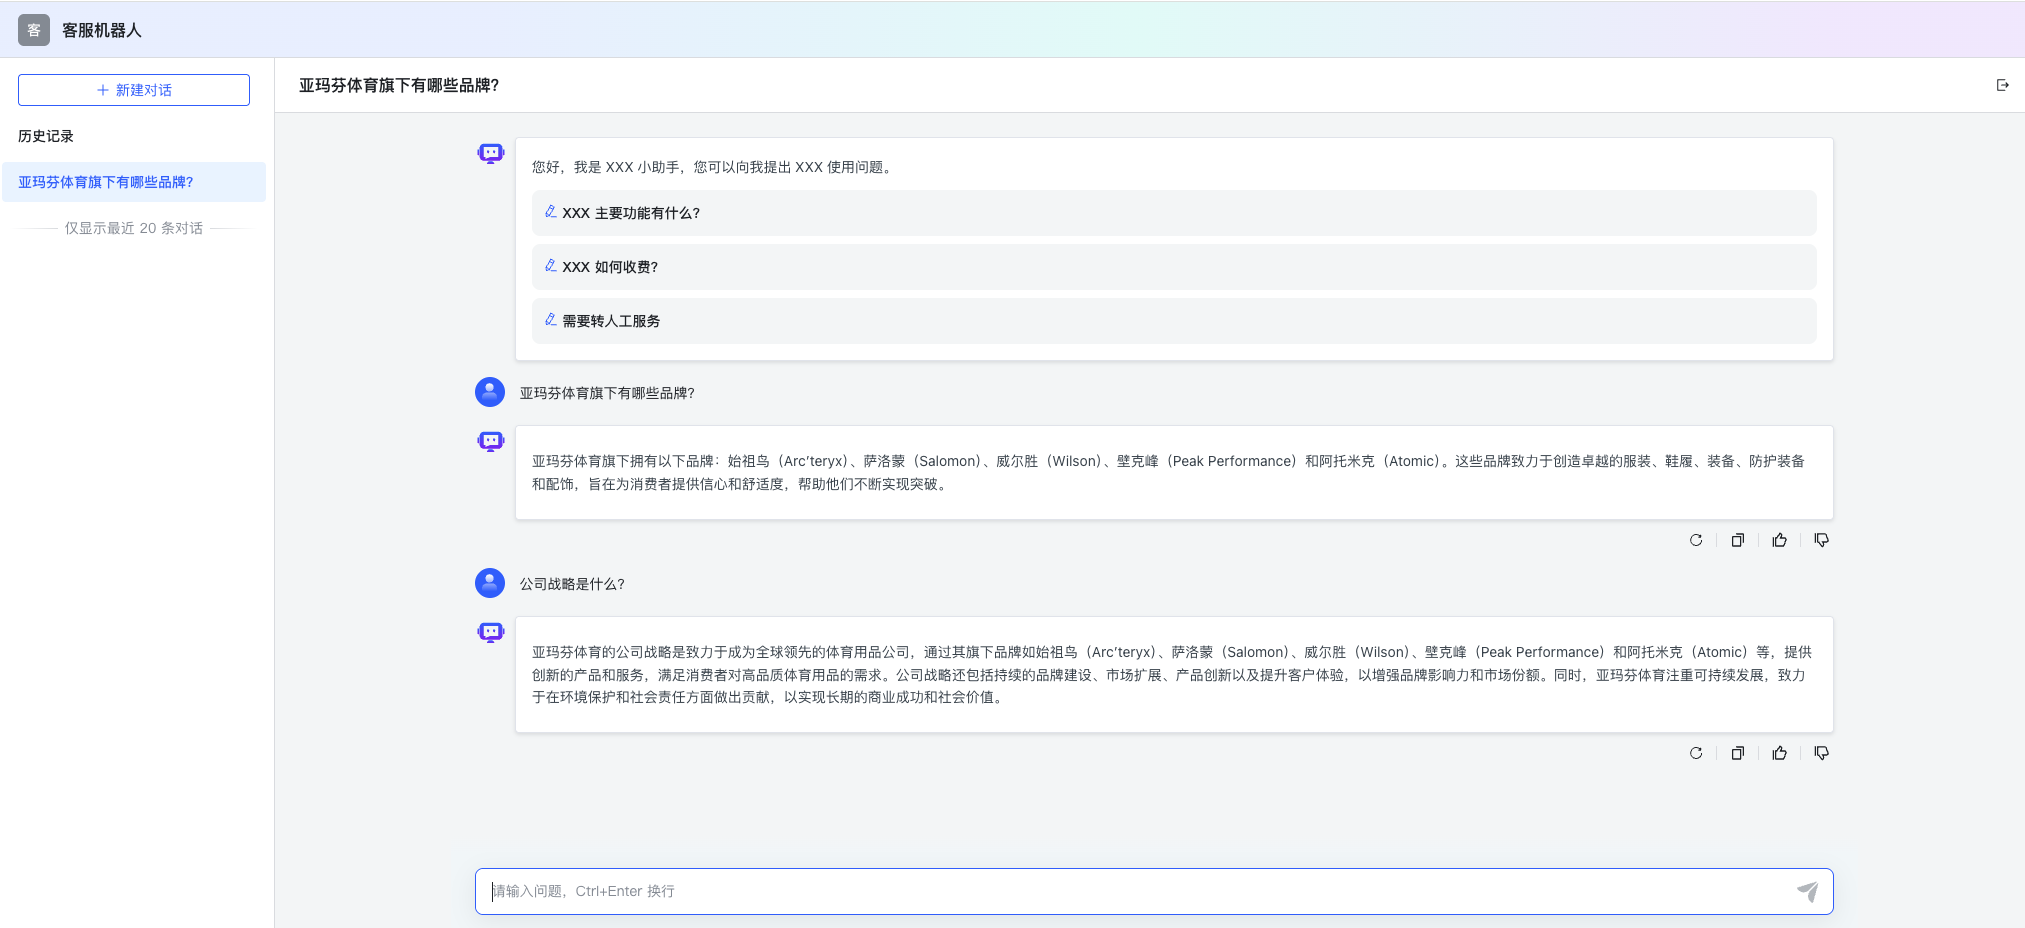 客 客服机器人
新建对话
历史记录
亚玛芬体育旗下有哪些品牌?
仅显示最近 20 条对话
亚玛芬体育旗下有哪些品牌?
您好，我是 XXX 小助手，您可以向我提出 XXX 使用问题。
XXX 主要功能有什么?
XXX 如何收费?
需要转人工服务
亚玛芬体育旗下有哪些品牌?
亚玛芬体育旗下拥有以下品牌：始祖鸟（Arc’teryx）、萨洛蒙（Salomon）、威尔胜（Wilson）、壁克峰（Peak Performance）和阿托米克（Atomic）。这些品牌致力于创造卓越的服装、鞋履、装备、防护装备
和配饰，旨在为消费者提供信心和舒适度，帮助他们不断实现突破。
公司战略是什么?
亚玛芬体育的公司战略是致力于成为全球领先的体育用品公司，通过其旗下品牌如始祖鸟（Arc’teryx）、萨洛蒙（Salomon）、威尔胜（Wilson）、壁克峰（Peak Performance）和阿托米克（Atomic）等，提供
创新的产品和服务，满足消费者对高品质体育用品的需求。公司战略还包括持续的品牌建设、市场扩展、产品创新以及提升客户体验，以增强品牌影响力和市场份额。同时，亚玛芬体育注重可持续发展，致力
于在环境保护和社会责任方面做出贡献，以实现长期的商业成功和社会价值。
请输入问题，Ctrl+Enter 换行